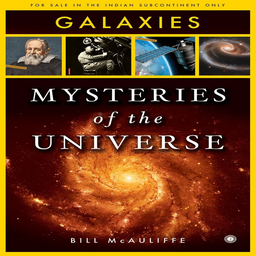 FOR SALE IN THE INDIAN SUBCONTINENT ONLY
GALAXIES
MYSTERIES
of the
UNIVERSE
BILL McAULIFFE